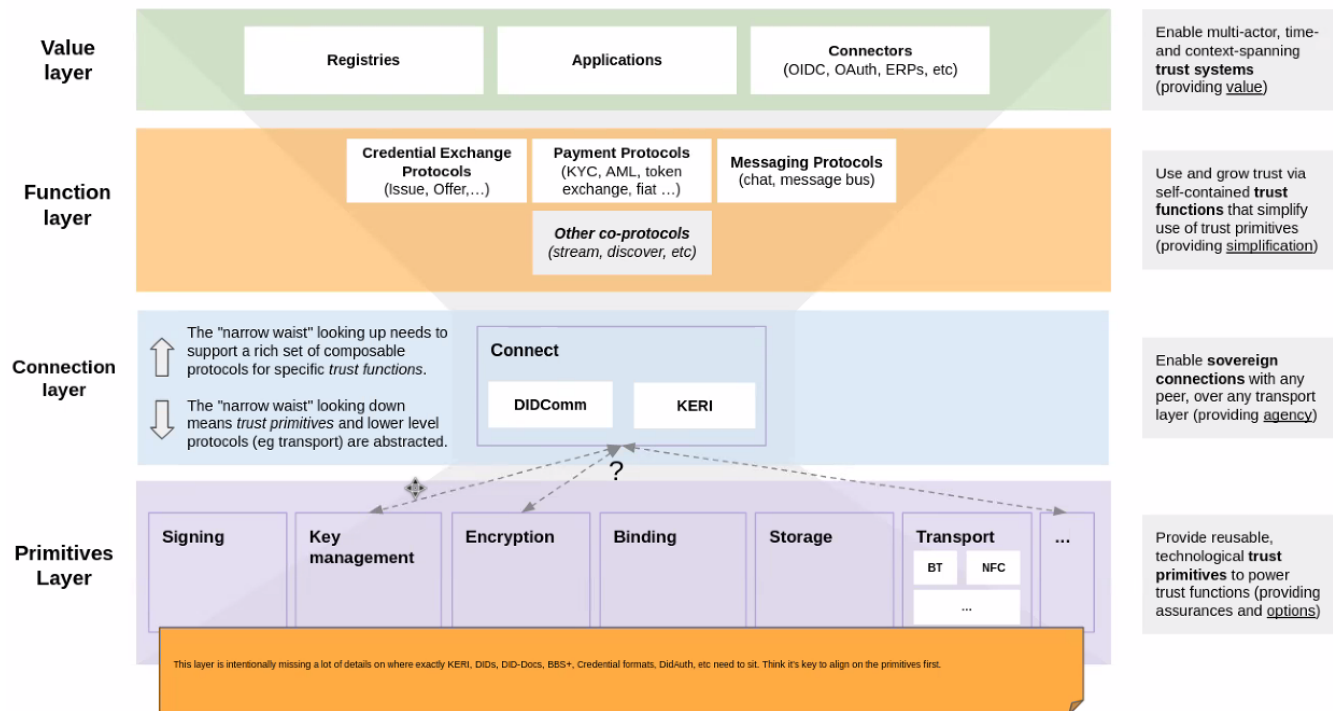 Value
layer
Registries
Applications
Connectors
(OIDC, OAuth, ERPs, etc)
Enable multi-actor, time-
and context-spanning
trust systems
(providing value)
Function
layer
Credential Exchange
Protocols
(Issue, Offer,…)
Payment Protocols
(KYC, AML, token
exchange, fiat …)
Messaging Protocols
(chat, message bus)
Other co-protocols
(stream, discover, etc)
Use and grow trust via
self-contained trust
functions that simplify
use of trust primitives
(providing simplification)
Connection
layer
The "narrow waist" looking up needs to
support a rich set of composable
protocols for specific trust functions.
The "narrow waist" looking down
means trust primitives and lower level
protocols (eg transport) are abstracted.
Connect
DIDComm
KERI
?
Enable sovereign
connections with any
peer, over any transport
layer (providing agency)
Primitives
Layer
Signing
Key
management
Encryption
Binding
Storage
Transport
BT
NFC
...
...
Provide reusable,
technological trust
primitives to power
trust functions (providing
assurances and options)
This layer is intentionally missing a lot of details on where exactly KERI, DIDs, DID-Docs, BBS+, Credential formats, DidAuth, etc need to sit. Think it's key to align on the primitives first.